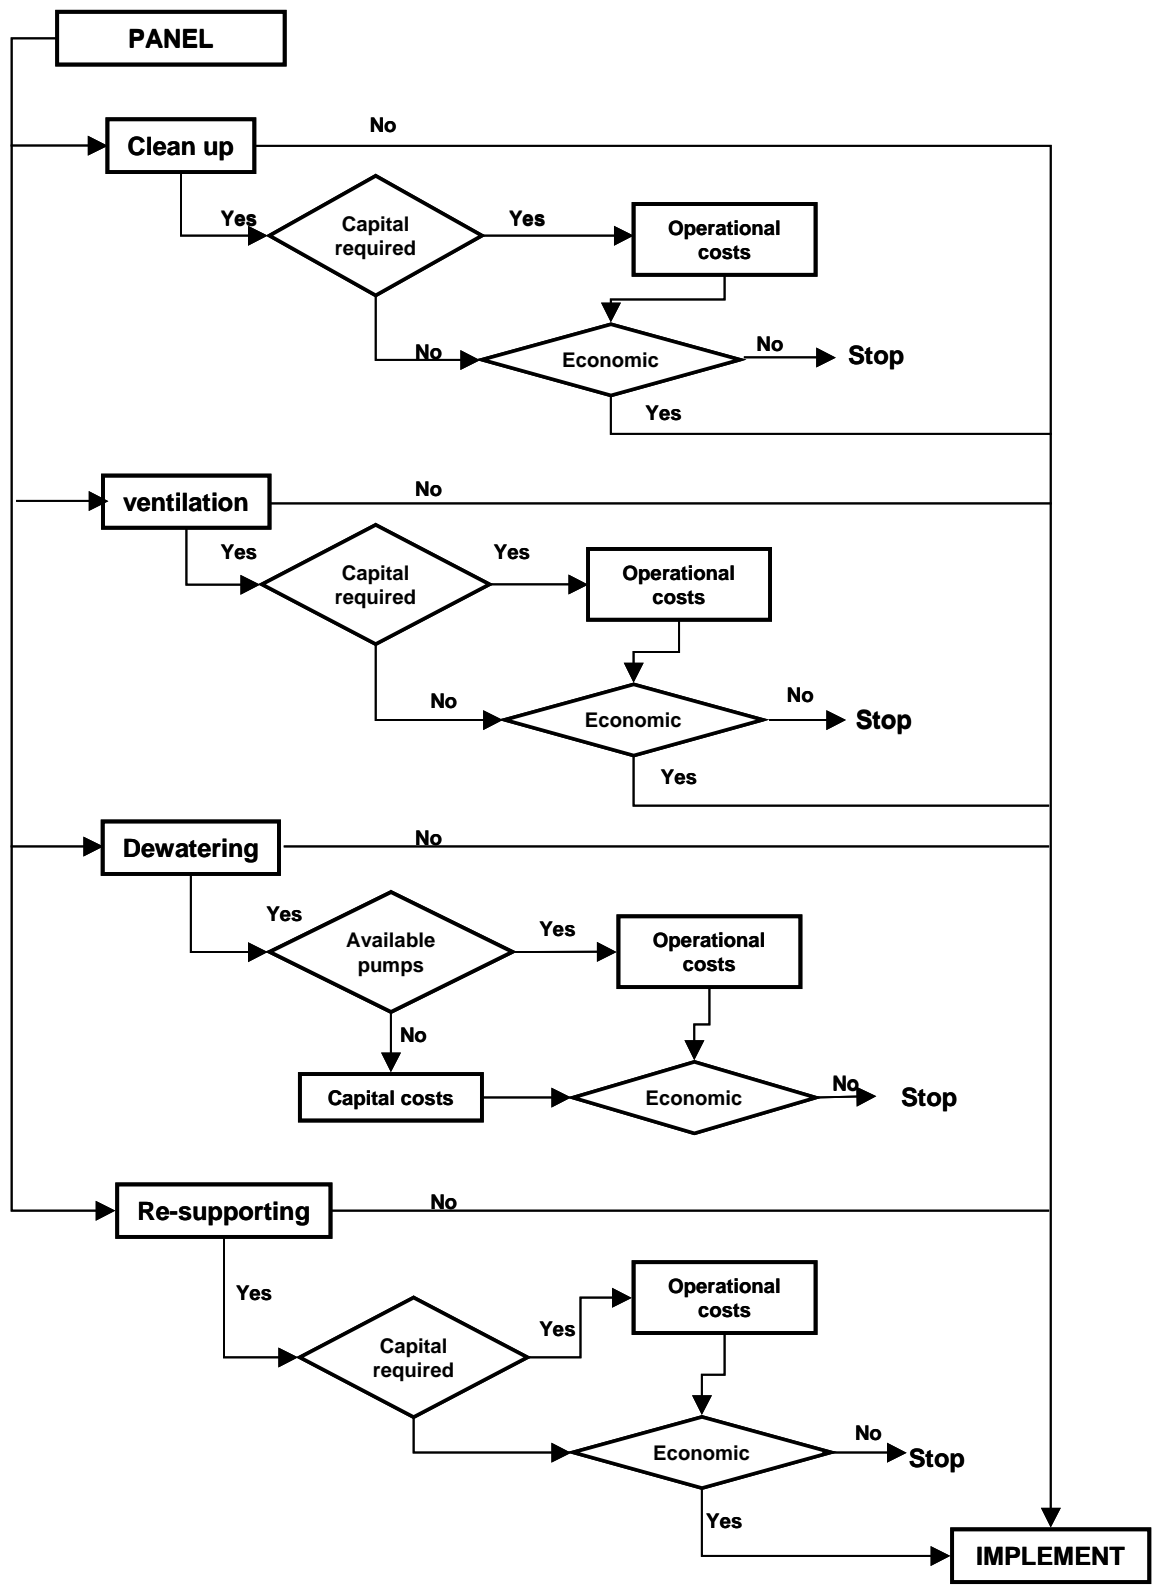 PANEL
No
Clean up
Yes
Capital
required
Yes
Operational
costs
No
Economic
No
Stop
Yes
ventilation
No
Yes
Capital
required
Yes
Operational
costs
No
Economic
No
Stop
Yes
Dewatering
No
Yes
Available
pumps
Yes
Operational
costs
No
Capital costs
Economic
No
Stop
Re-supporting
No
Yes
Capital
required
Yes
Operational
costs
Economic
No
Stop
Yes
IMPLEMENT